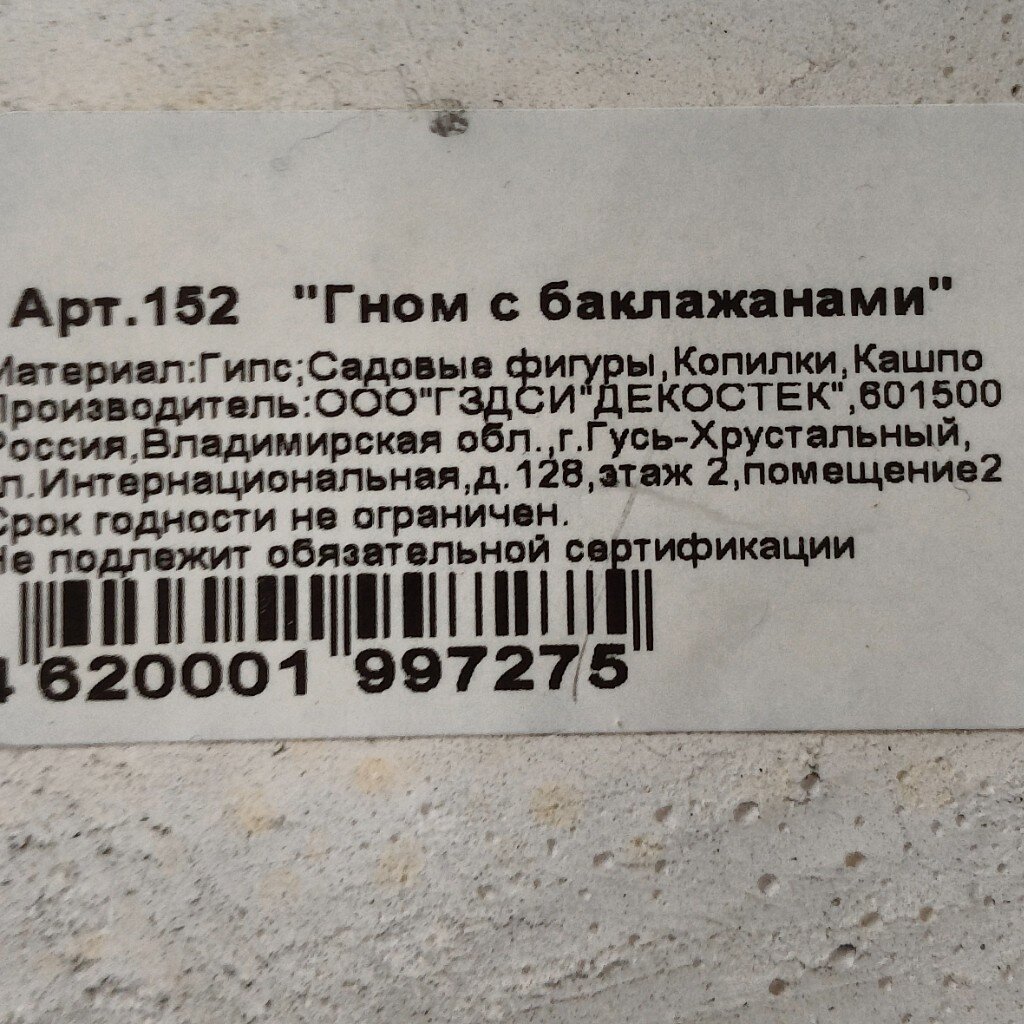 Арт.152 "Гном с баклажанами"
Материал:Гипс;Садовые фигуры,Копилки,Кашпо
Производитель:ООО"ГЗДСИ"ДЕКОСТЕК",601500
Россия,Владимирская обл.,г.Гусь-Хрустальный,
ул.Интернациональная,д.128,этаж 2,помещение2
Срок годности не ограничен.
Не подлежит обязательной сертификации
4 620001 997275